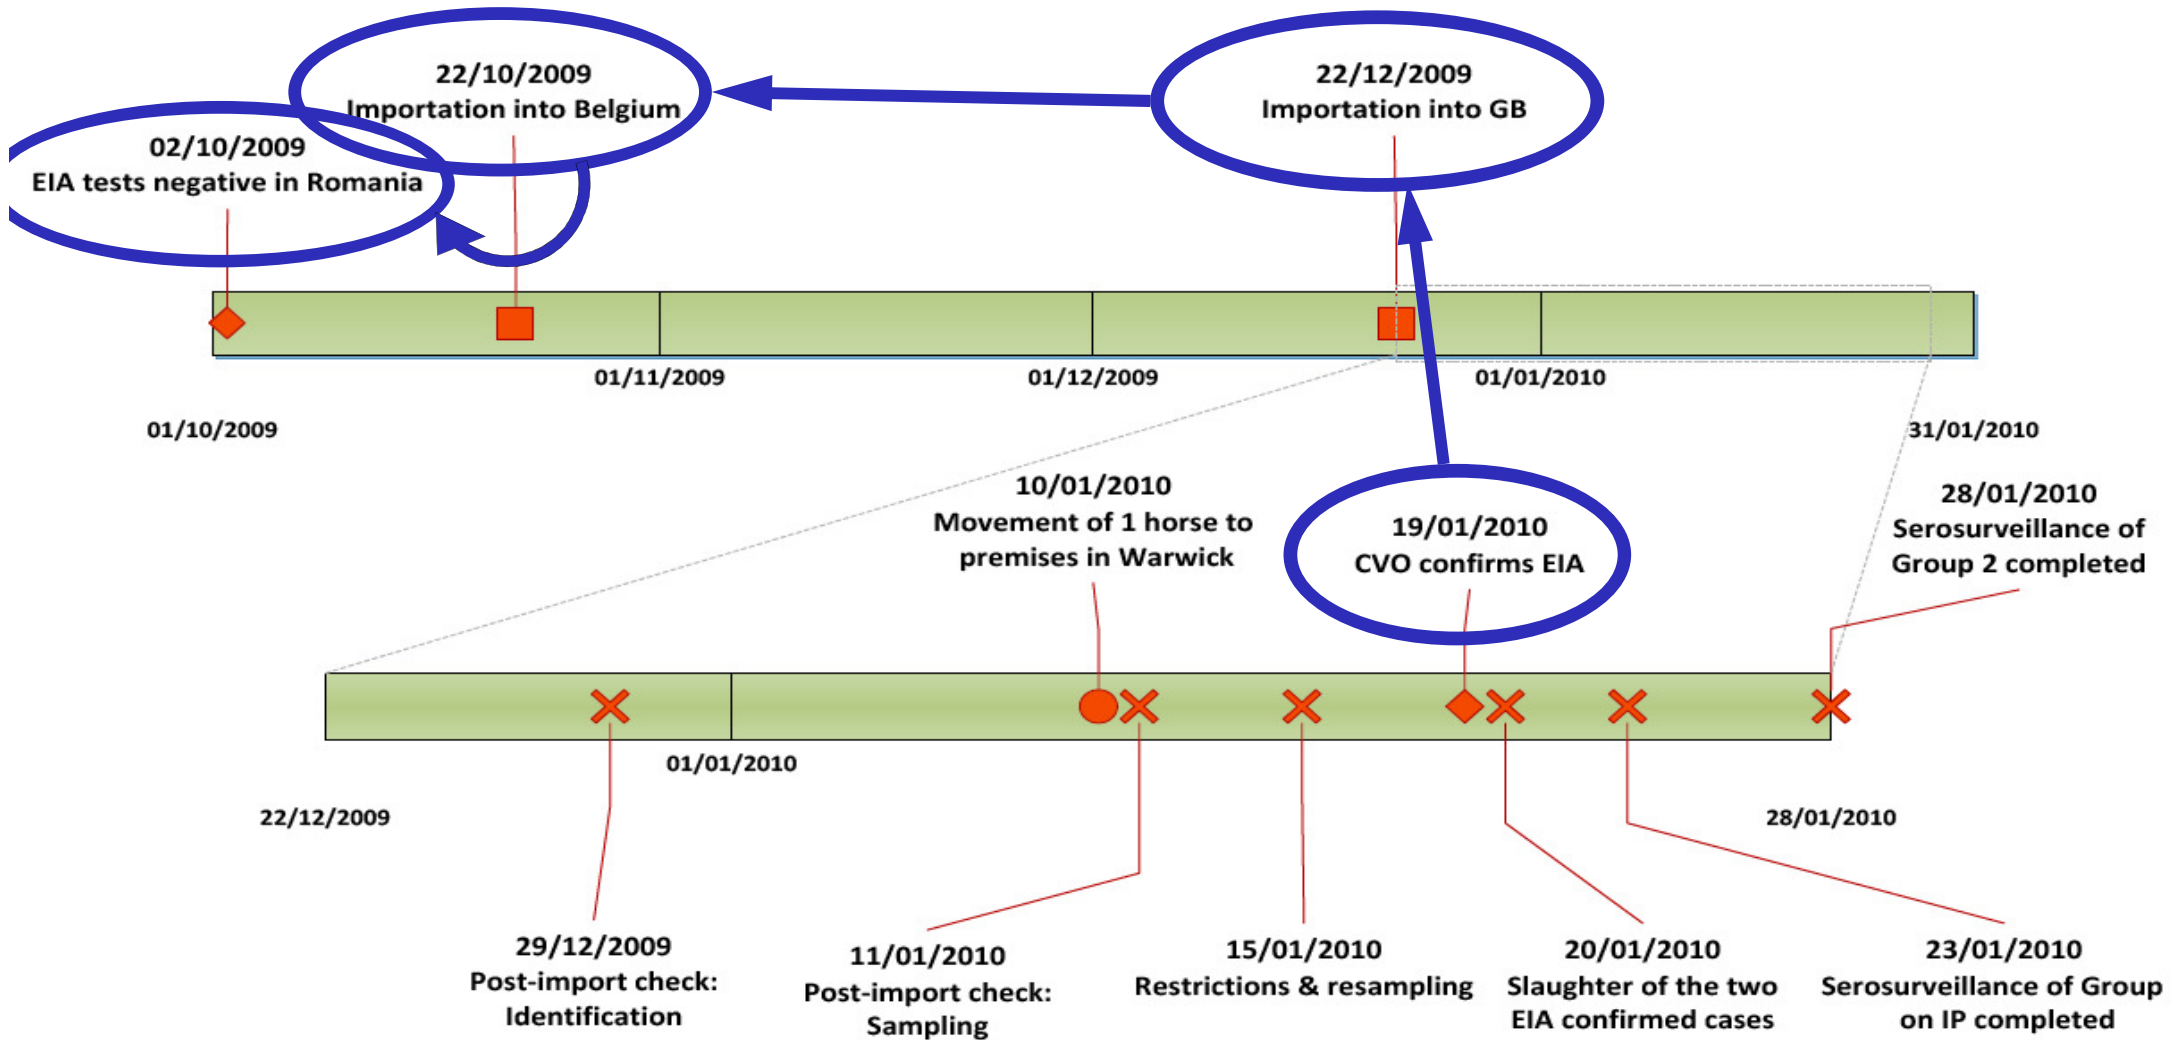 22/10/2009
Importation into Belgium
22/12/2009
Importation into GB
02/10/2009
EIA tests negative in Romania
01/11/2009
01/12/2009
01/01/2010
01/10/2009
31/01/2010
10/01/2010
Movement of 1 horse to
premises in Warwick
19/01/2010
CVO confirms EIA
28/01/2010
Serosurveillance of
Group 2 completed
01/01/2010
22/12/2009
28/01/2010
29/12/2009
Post-import check:
Identification
11/01/2010
Post-import check:
Sampling
15/01/2010
Restrictions & resampling
20/01/2010
Slaughter of the two
EIA confirmed cases
23/01/2010
Serosurveillance of Group
on IP completed